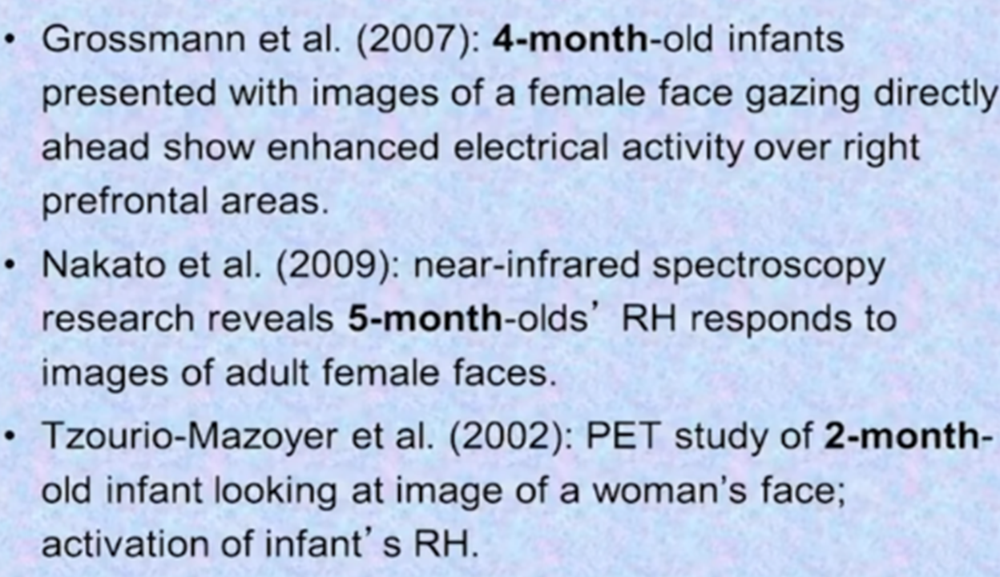 • Grossmann et al. (2007): 4-month-old infants
presented with images of a female face gazing directly
ahead show enhanced electrical activity over right
prefrontal areas.
• Nakato et al. (2009): near-infrared spectroscopy
research reveals 5-month-olds’ RH responds to
images of adult female faces.
• Tzourio-Mazoyer et al. (2002): PET study of 2-month-
old infant looking at image of a woman’s face;
activation of infant’s RH.